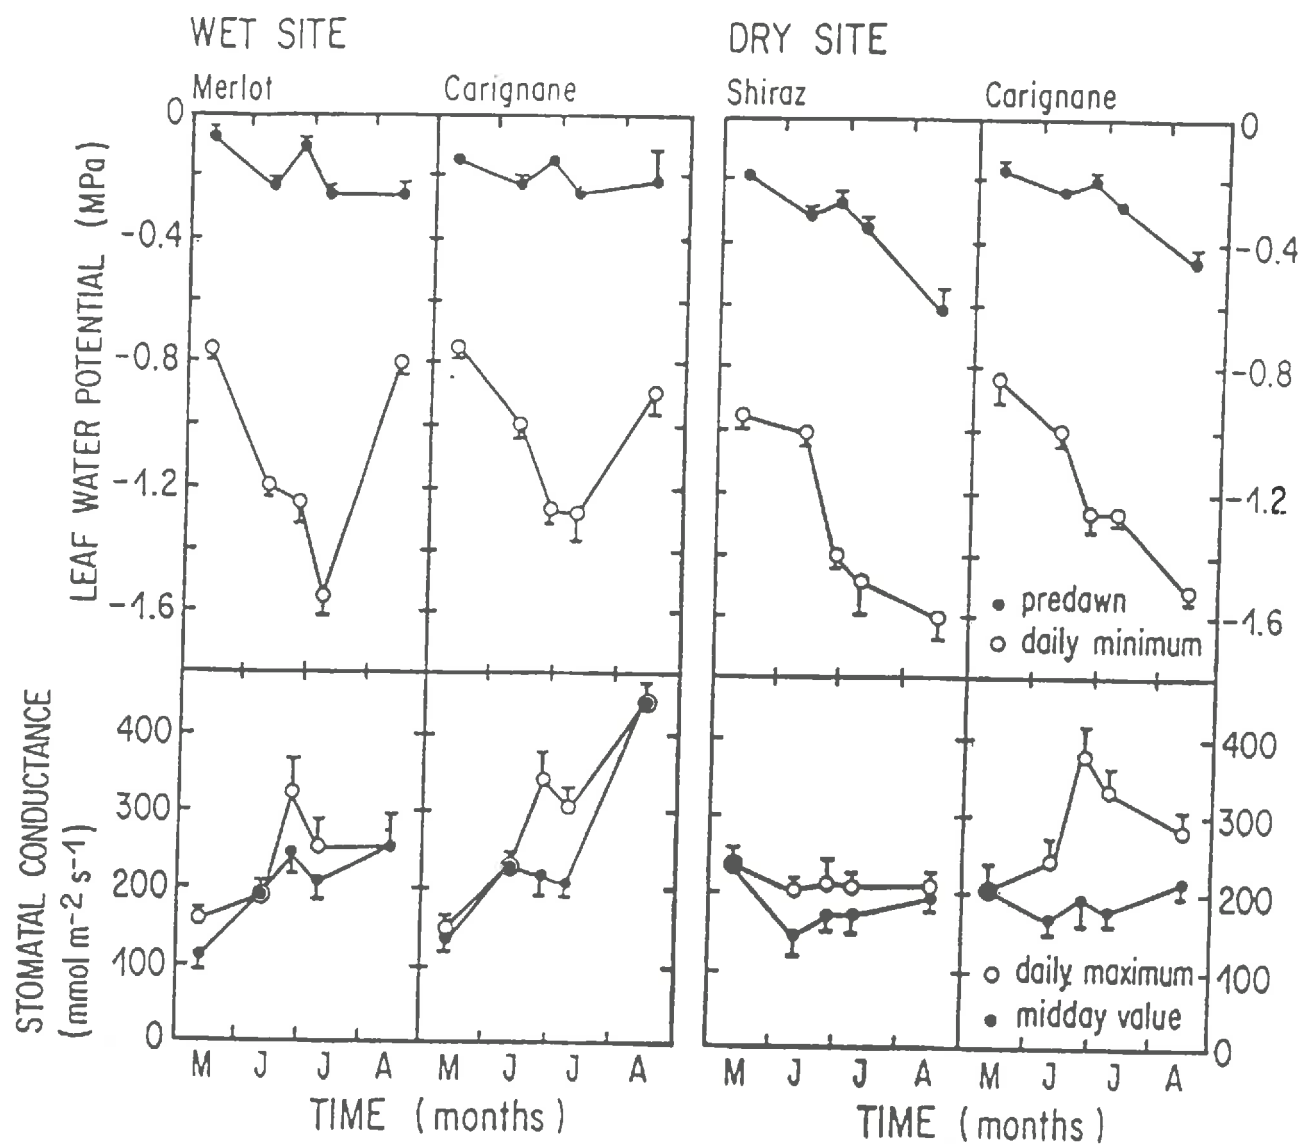 WET SITE
DRY SITE
Merlot
Carignane
Shiraz
Carignane
LEAF WATER POTENTIAL (MPa)
0
-0.4
-0.8
-1.2
-1.6
0
-0.4
-0.8
-1.2
-1.6
● predawn
○ daily minimum
STOMATAL CONDUCTANCE
(mmol m-2 s-1)
400
300
200
100
0
400
300
200
100
0
○ daily maximum
● midday value
M J J A
M J J A
M J J A
M J J A
TIME (months)
TIME (months)